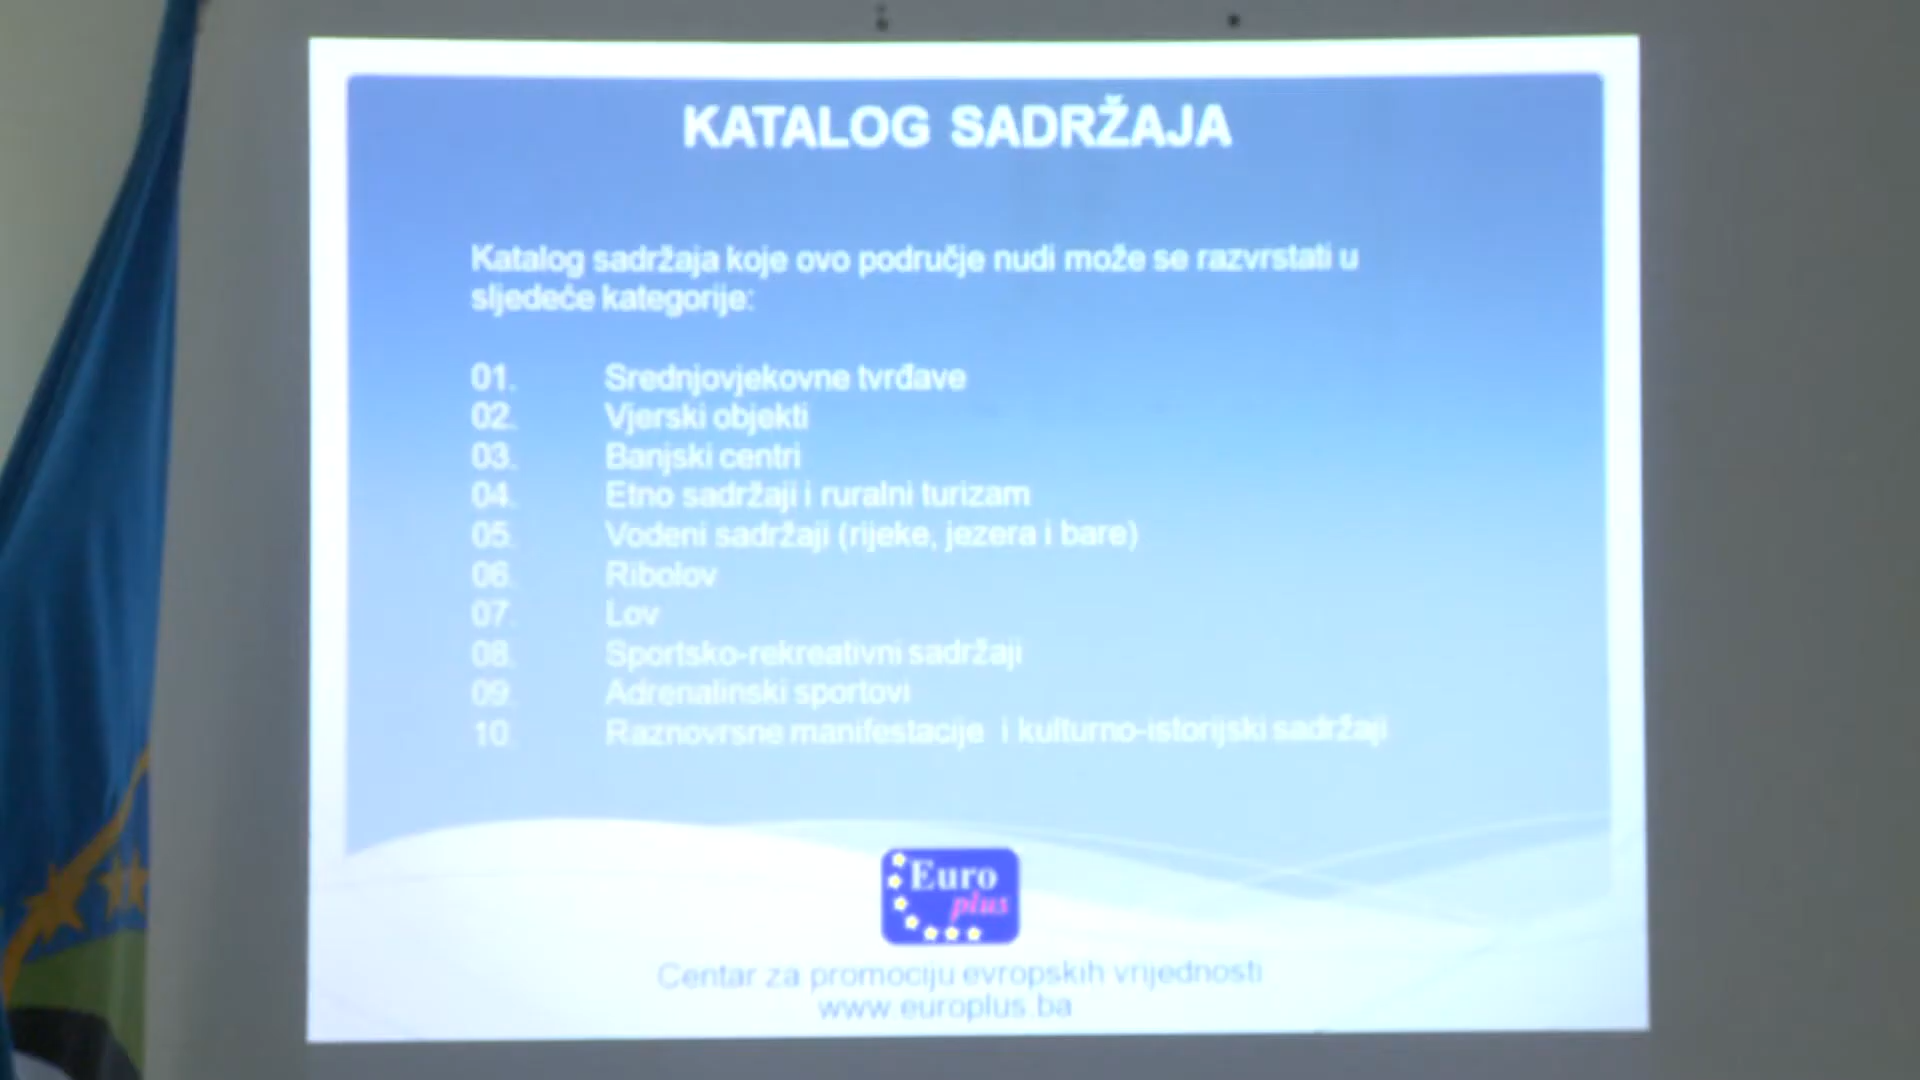 KATALOG SADRŽAJA
Katalog sadržaja koje ovo područje nudi može se razvrstati u
sljedeće kategorije:
01. Srednjovjekovne tvrđave
02. Vjerski objekti
03. Banjski centri
04. Etno sadržaji i ruralni turizam
05. Vodeni sadržaji (rijeke, jezera i bare)
06. Ribolov
07. Lov
08. Sportsko-rekreativni sadržaji
09. Adrenalinski sportovi
10. Raznovrsne manifestacije i kulturno-istorijski sadržaji
Euro
plus
Centar za promociju evropskih vrijednosti
www.europlus.ba